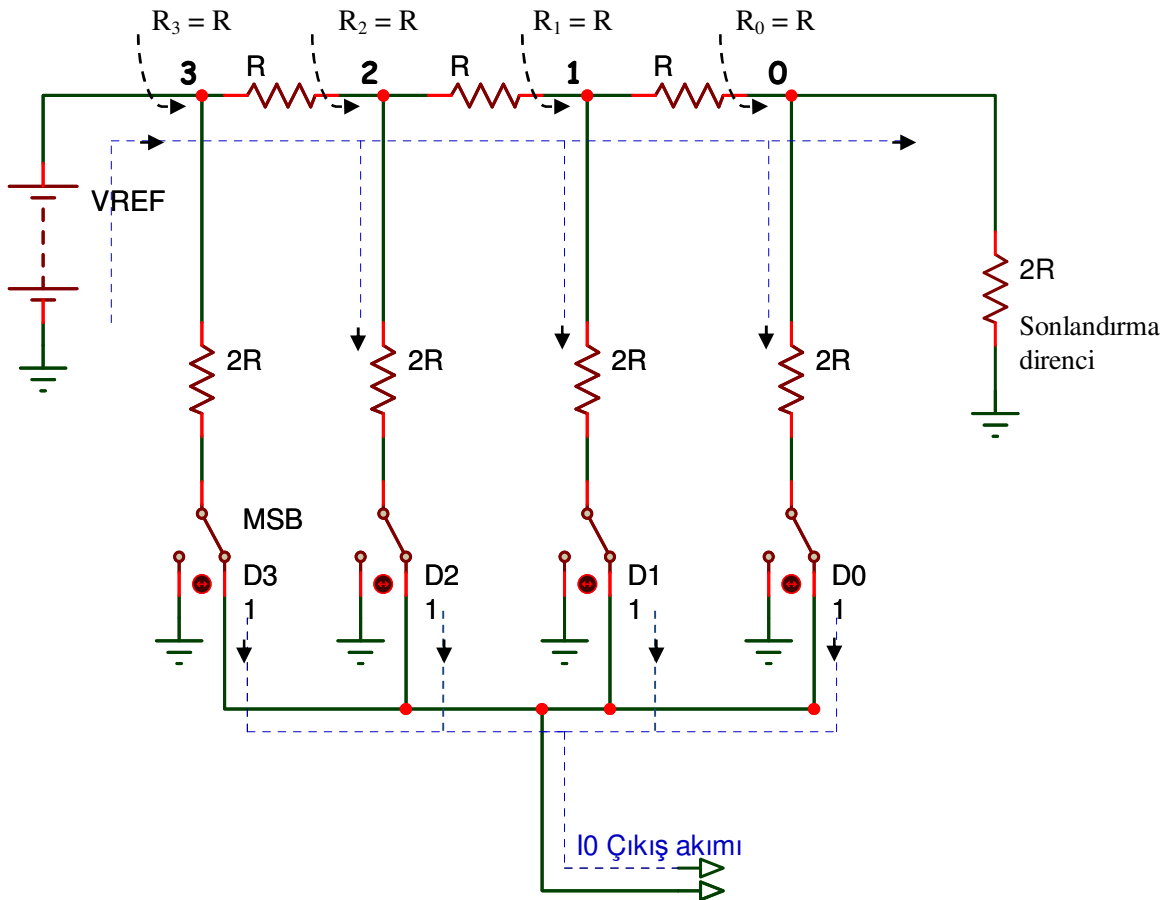 R₃ = R
R₂ = R
R₁ = R
R₀ = R
3
R
2
R
1
R
0
VREF
2R
Sonlandırma
direnci
2R
2R
2R
2R
MSB
D3
1
D2
1
D1
1
D0
1
I0 Çıkış akımı